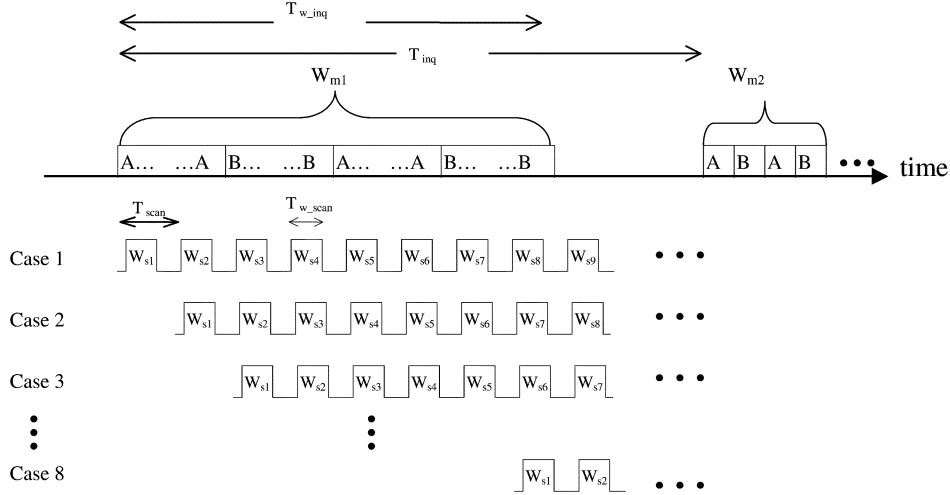 T w_inq
T inq
W m1
W m2
A… …A B… …B A… …A B… …B A B A B ••• time
T scan
T w_scan
Case 1 W s1 W s2 W s3 W s4 W s5 W s6 W s7 W s8 W s9 • • •
Case 2 W s1 W s2 W s3 W s4 W s5 W s6 W s7 W s8 • • •
Case 3 W s1 W s2 W s3 W s4 W s5 W s6 W s7 • • •
Case 8 W s1 W s2 • • •